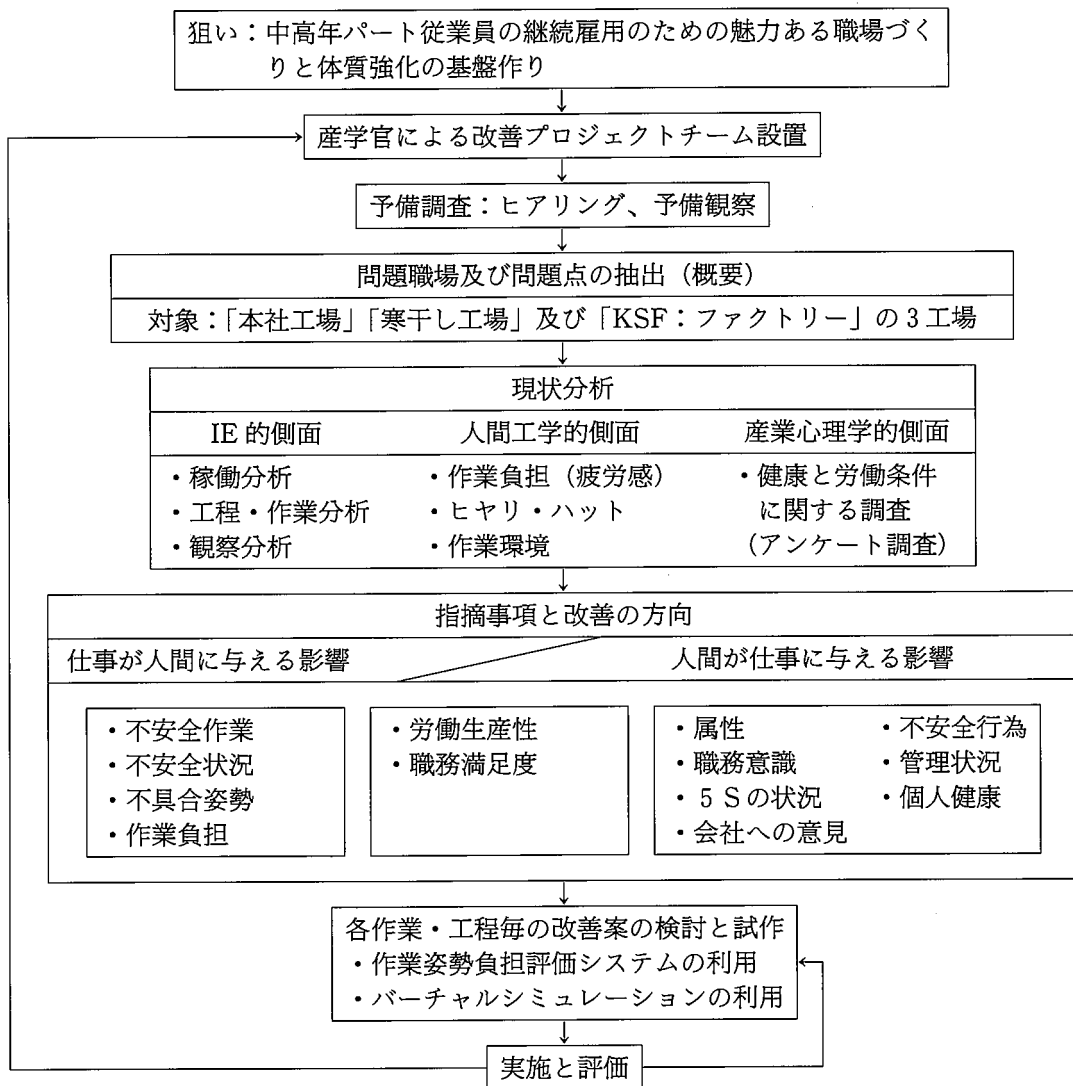 狙い：中高年パート従業員の継続雇用のための魅力ある職場づく
りと体質強化の基盤作り
産学官による改善プロジェクトチーム設置
予備調査：ヒアリング、予備観察
問題職場及び問題点の抽出（概要）
対象：「本社工場」「寒干し工場」及び「KSF：ファクトリー」の3工場
現状分析
IE的側面
・稼働分析
・工程・作業分析
・観察分析
人間工学的側面
・作業負担（疲労感）
・ヒヤリ・ハット
・作業環境
産業心理学的側面
・健康と労働条件
に関する調査
（アンケート調査）
指摘事項と改善の方向
仕事が人間に与える影響
人間が仕事に与える影響
・不安全作業
・不安全状況
・不具合姿勢
・作業負担
・労働生産性
・職務満足度
・属性
・職務意識
・５Ｓの状況
・会社への意見
・不安全行為
・管理状況
・個人健康
各作業・工程毎の改善案の検討と試作
・作業姿勢負担評価システムの利用
・バーチャルシミュレーションの利用
実施と評価